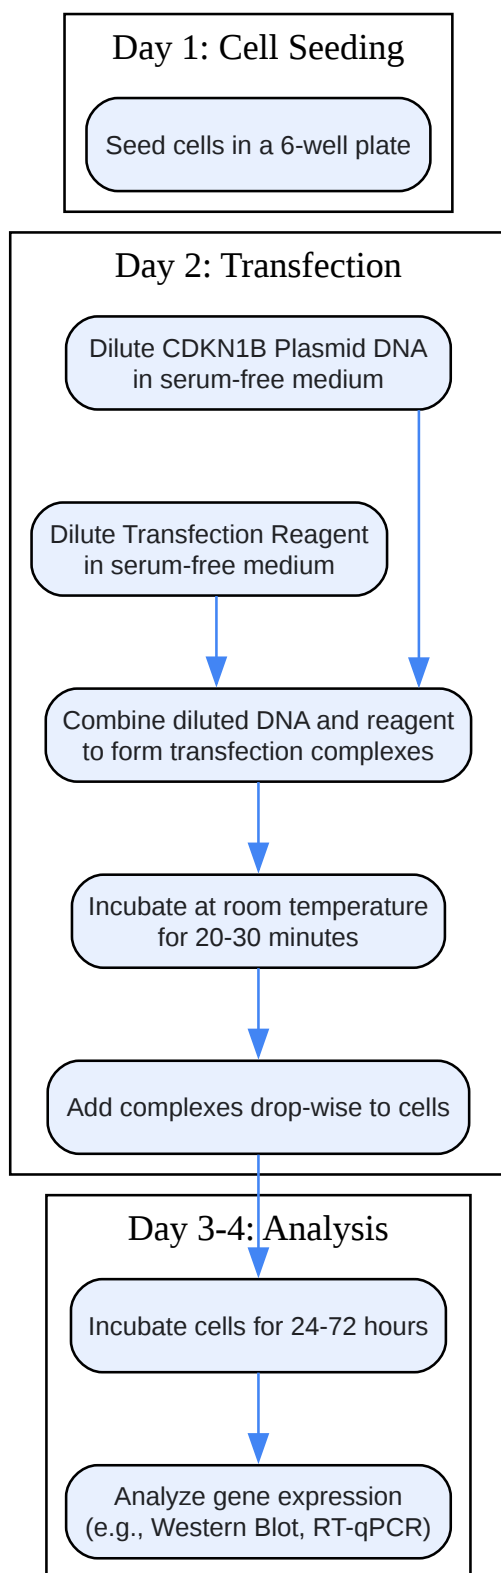 Day 1: Cell Seeding
Seed cells in a 6-well plate
Day 2: Transfection
Dilute CDKN1B Plasmid DNA
in serum-free medium
Dilute Transfection Reagent
in serum-free medium
Combine diluted DNA and reagent
to form transfection complexes
Incubate at room temperature
for 20-30 minutes
Add complexes drop-wise to cells
Day 3-4: Analysis
Incubate cells for 24-72 hours
Analyze gene expression
(e.g., Western Blot, RT-qPCR)